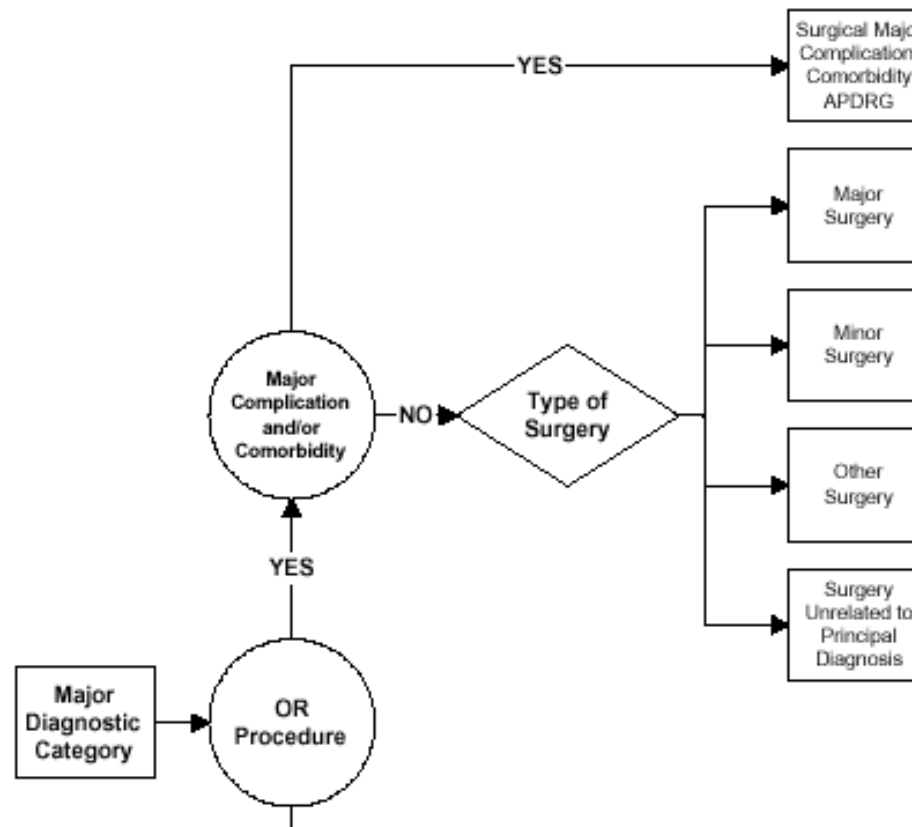 YES
Surgical Majo
Complication
Comorbidity
APDRG
Major
Surgery
Minor
Surgery
Major
Complication
and/or
Comorbidity
NO
Type of
Surgery
Other
Surgery
YES
Surgery
Unrelated to
Principal
Diagnosis
Major
Diagnostic
Category
OR
Procedure